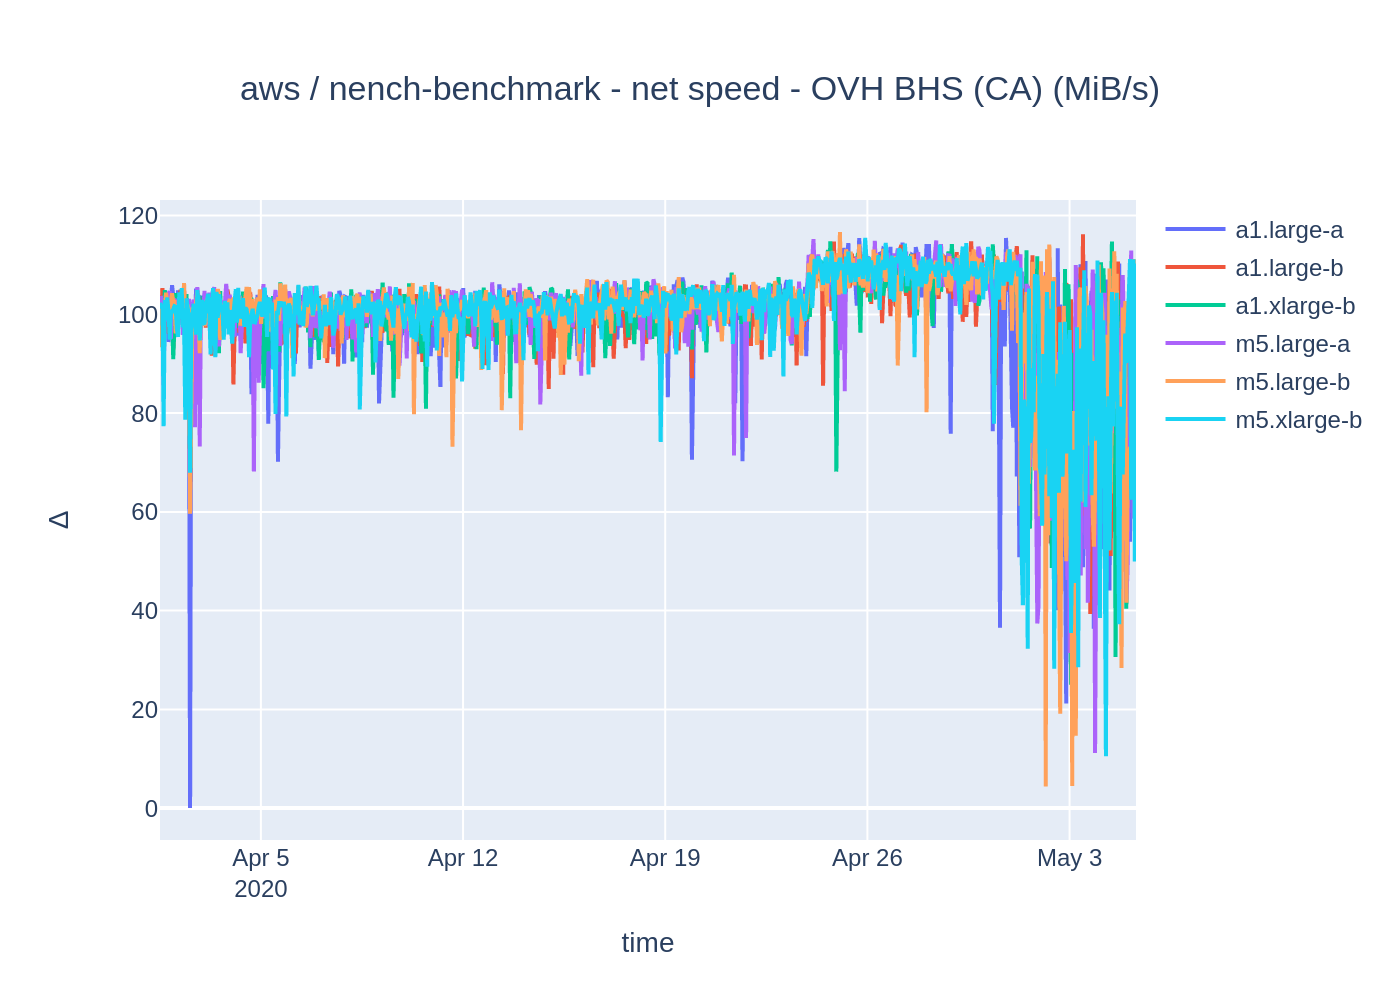 aws / nench-benchmark - net speed - OVH BHS (CA) (MiB/s)
120
100
80
60
40
20
0
Δ
Apr 5
2020
Apr 12
Apr 19
Apr 26
May 3
time
a1.large-a
a1.large-b
a1.xlarge-b
m5.large-a
m5.large-b
m5.xlarge-b